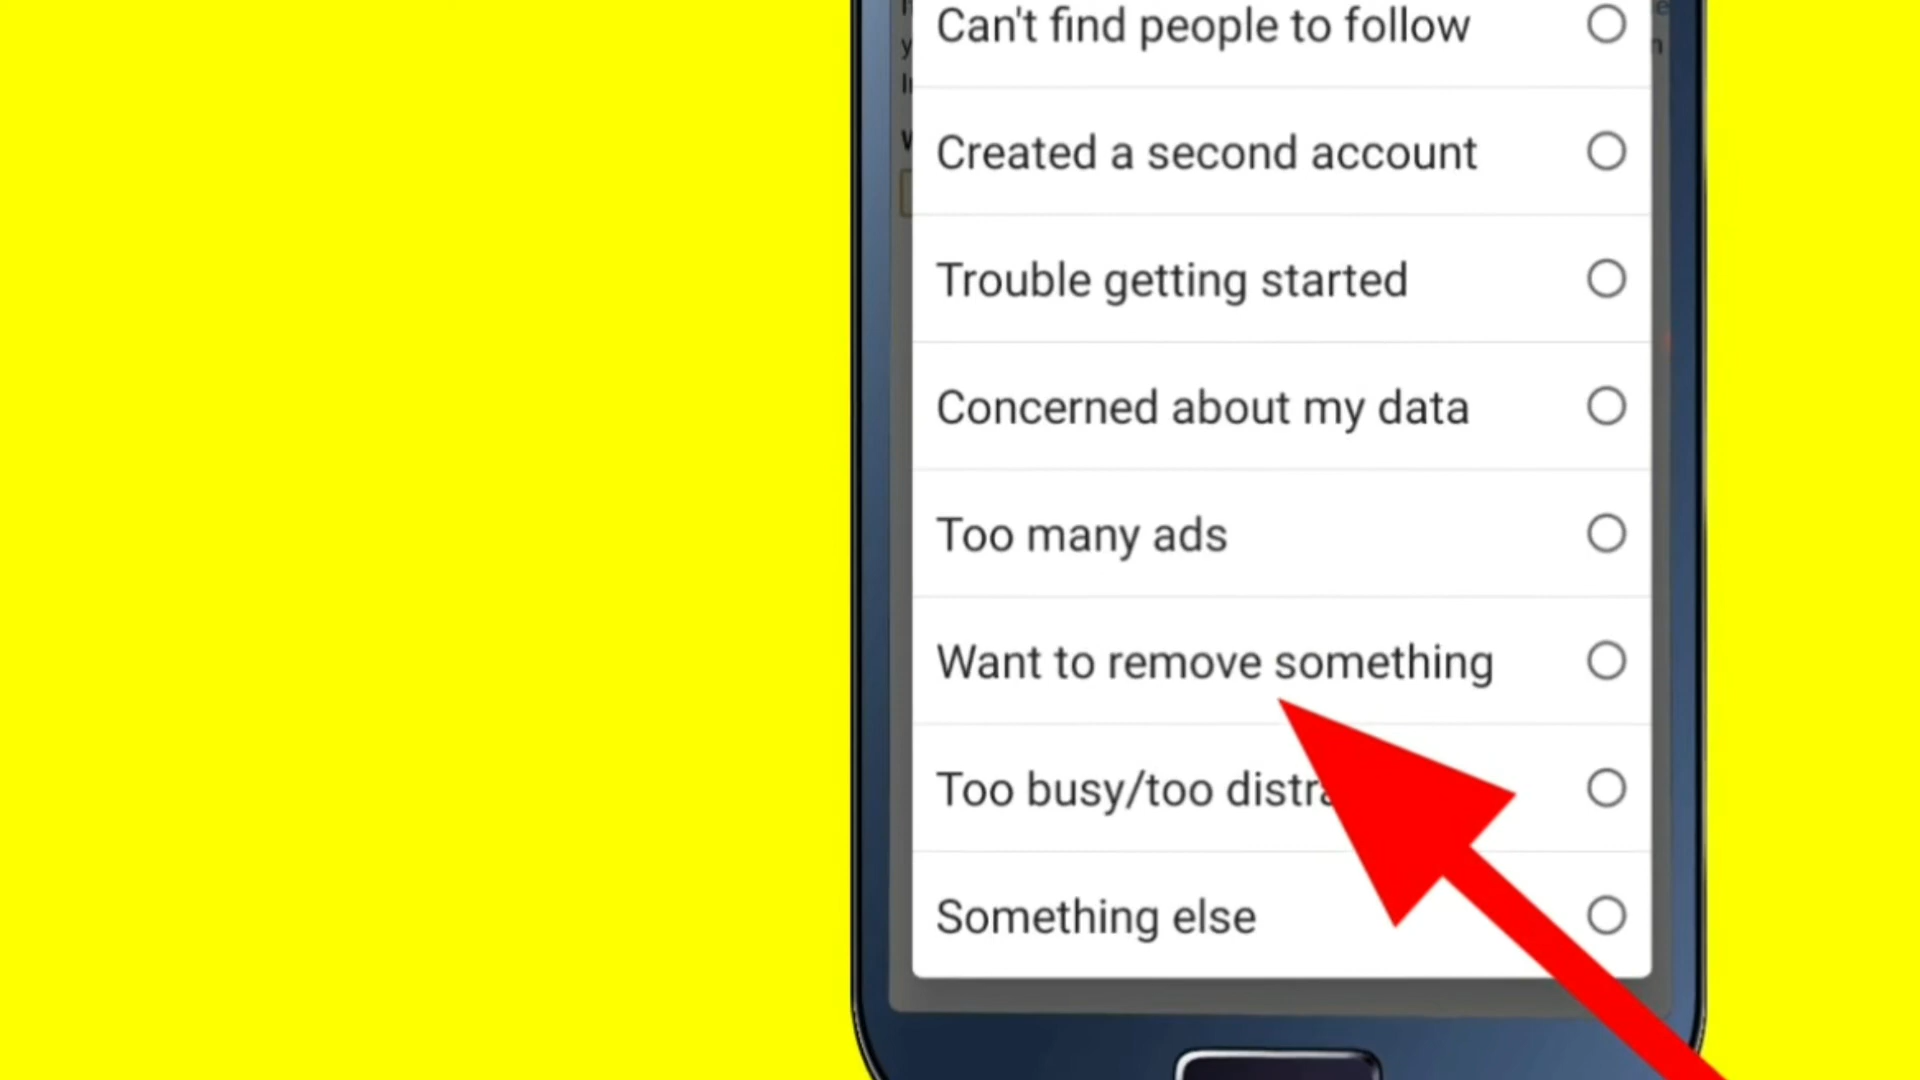 Can't find people to follow
Created a second account
Trouble getting started
Concerned about my data
Too many ads
Want to remove something
Too busy/too
Something else